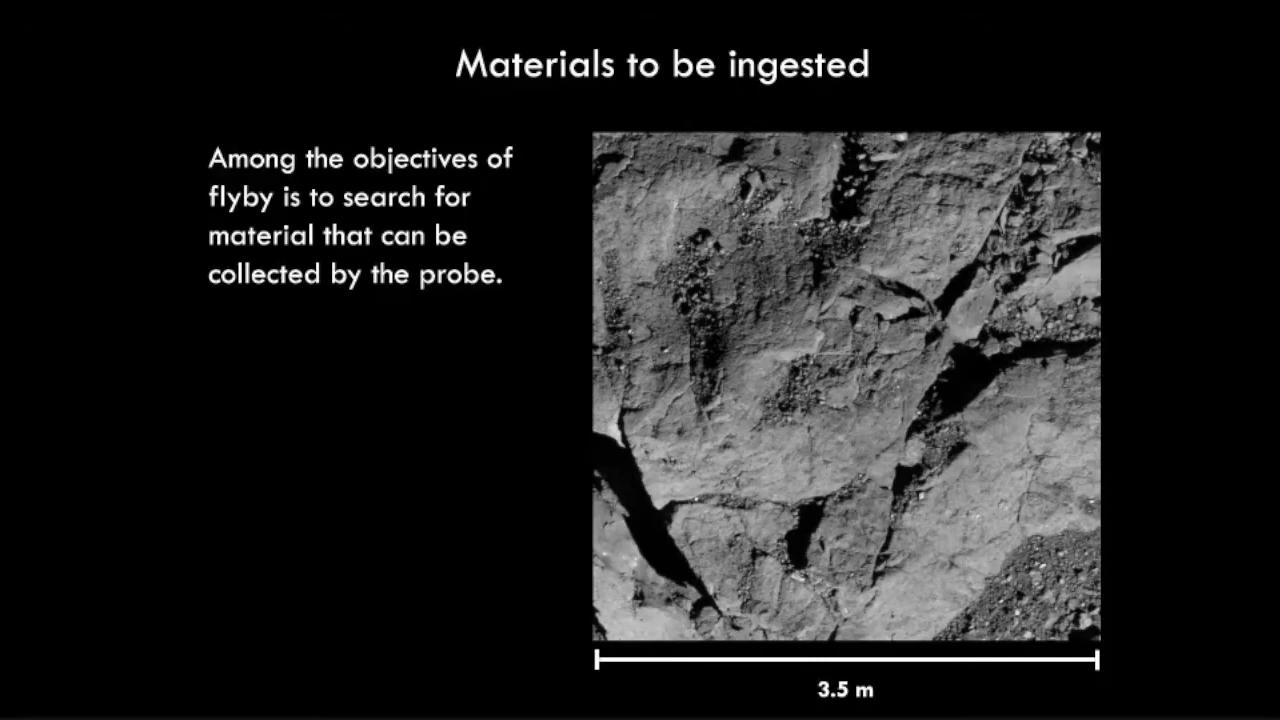 Materials to be ingested
Among the objectives of
flyby is to search for
material that can be
collected by the probe.
3.5 m